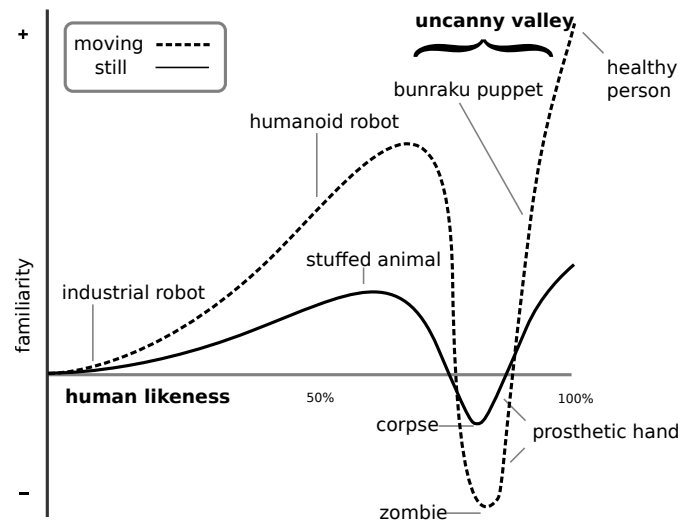 uncanny valley
+
moving
still
healthy
person
bunraku puppet
humanoid robot
stuffed animal
industrial robot
familiarity
human likeness
50%
100%
corpse
prosthetic hand
–
zombie